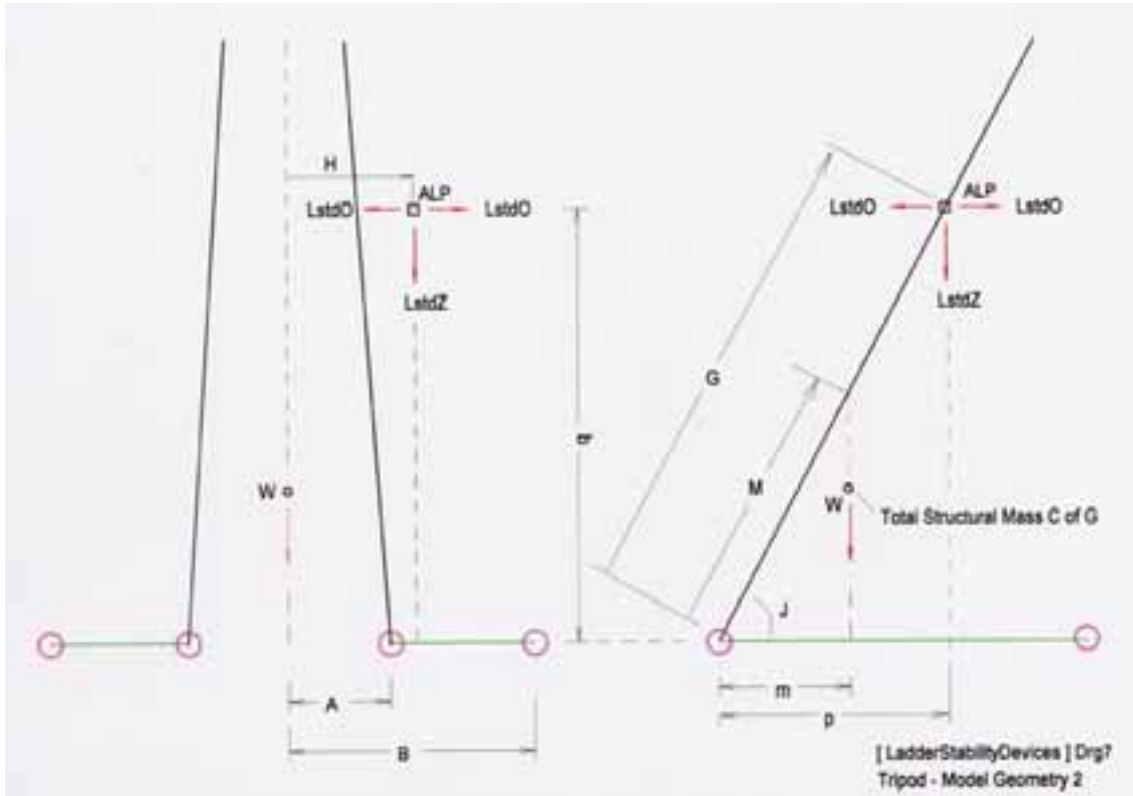 H
ALP
LstdO
LstdO
LstdZ
W
A
B
q
ALP
LstdO
LstdO
LstdZ
G
M
W
Total Structural Mass C of G
J
m
p
[ LadderStabilityDevices ] Drg7
Tripod - Model Geometry 2